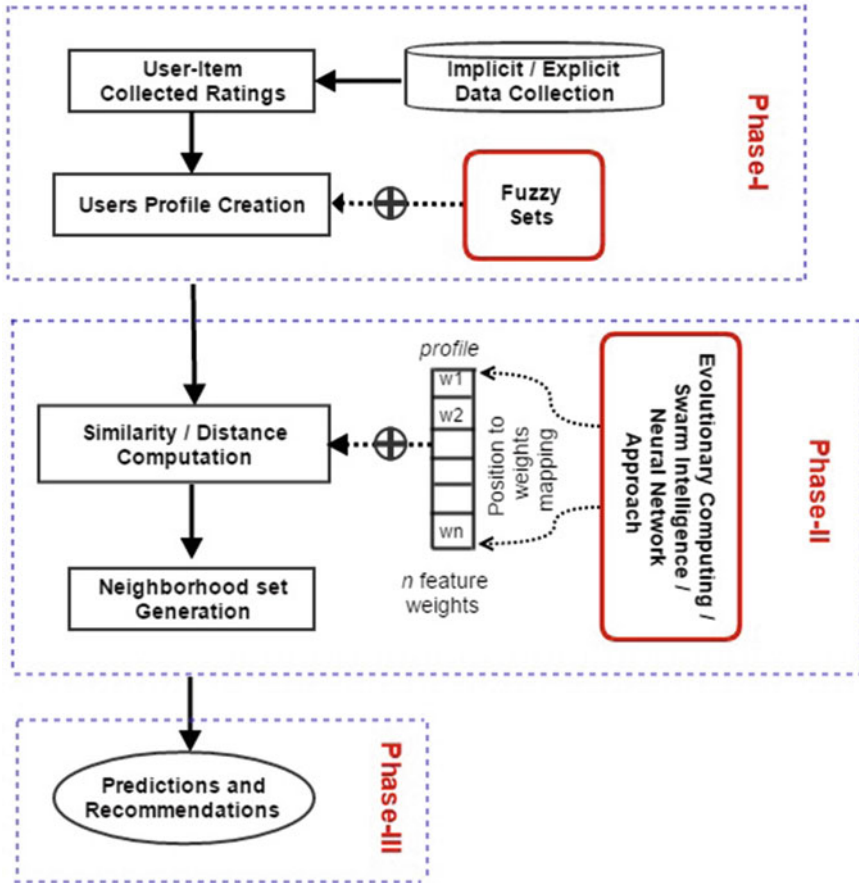 User-Item
Collected Ratings
Implicit / Explicit
Data Collection
Users Profile Creation
Fuzzy
Sets
Phase-I
profile
w1
w2
wn
Position to
weights
mapping
n feature
weights
Similarity / Distance
Computation
Neighborhood set
Generation
Evolutionary Computing /
Swarm Intelligence /
Neural Network
Approach
Phase-II
Predictions and
Recommendations
Phase-III